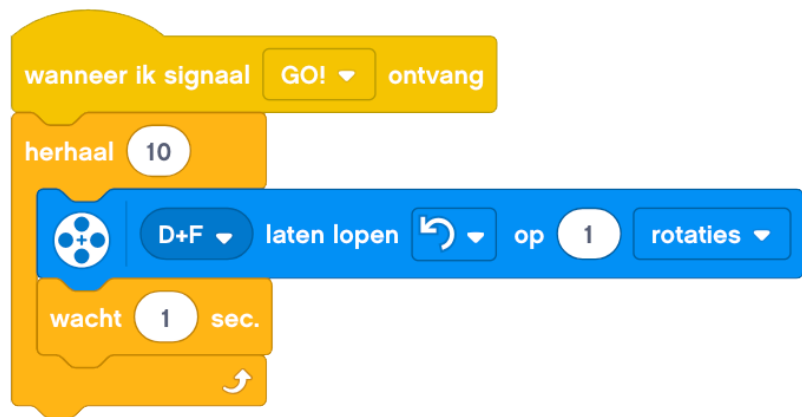 wanneer ik signaal GO! ontvang
herhaal 10
D+F laten lopen op 1 rotaties
wacht 1 sec.